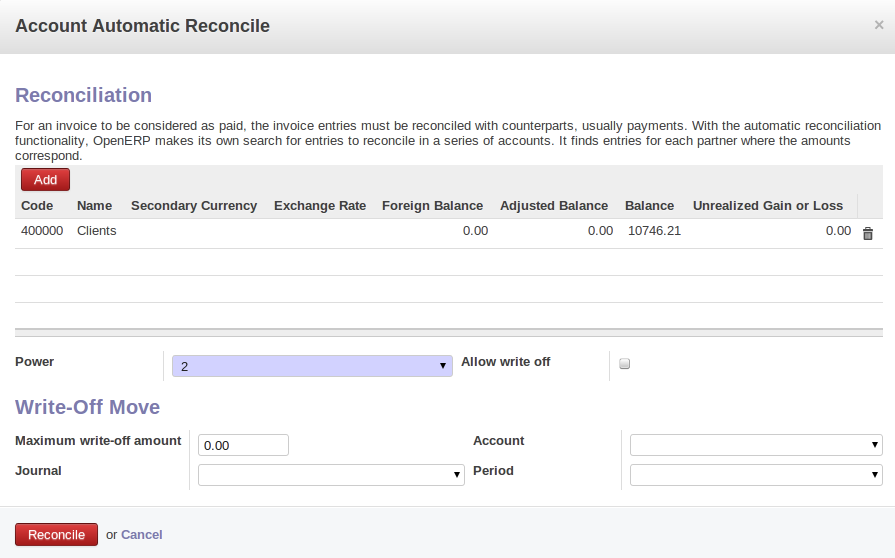 Account Automatic Reconcile ×
Reconciliation
For an invoice to be considered as paid, the invoice entries must be reconciled with counterparts, usually payments. With the automatic reconciliation
functionality, OpenERP makes its own search for entries to reconcile in a series of accounts. It finds entries for each partner where the amounts
correspond.
Add
Code Name Secondary Currency Exchange Rate Foreign Balance Adjusted Balance Balance Unrealized Gain or Loss
400000 Clients 0.00 0.00 10746.21 0.00
Power 2 Allow write off
Write-Off Move
Maximum write-off amount 0.00 Account
Journal Period
Reconcile or Cancel